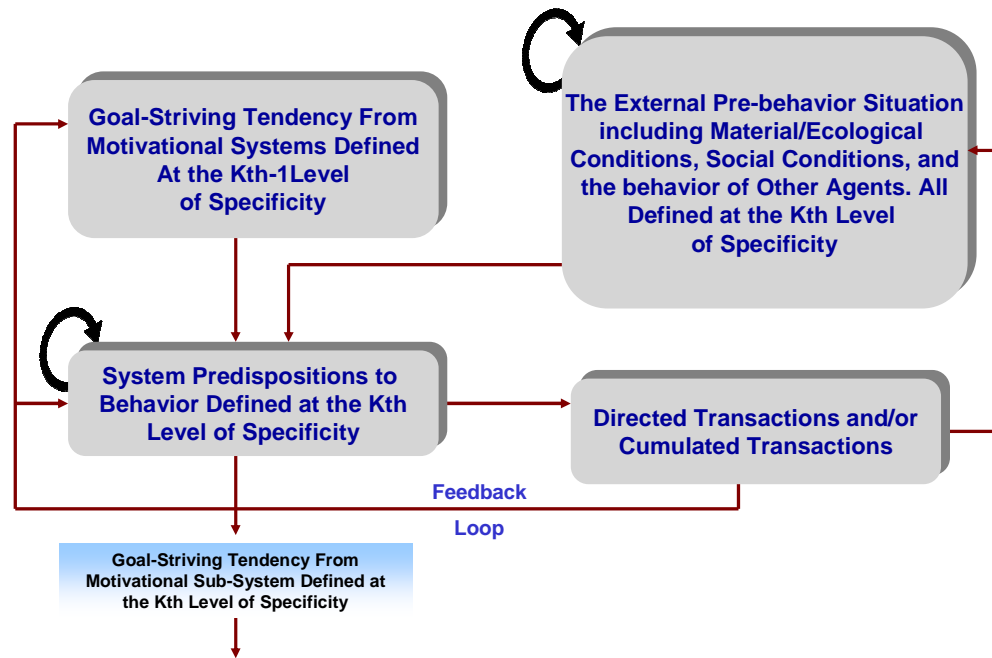 Goal-Striving Tendency From
Motivational Systems Defined
At the Kth-1Level
of Specificity
The External Pre-behavior Situation
including Material/Ecological
Conditions, Social Conditions, and
the behavior of Other Agents. All
Defined at the Kth Level
of Specificity
System Predispositions to
Behavior Defined at the Kth
Level of Specificity
Directed Transactions and/or
Cumulated Transactions
Feedback
Loop
Goal-Striving Tendency From
Motivational Sub-System Defined at
the Kth Level of Specificity